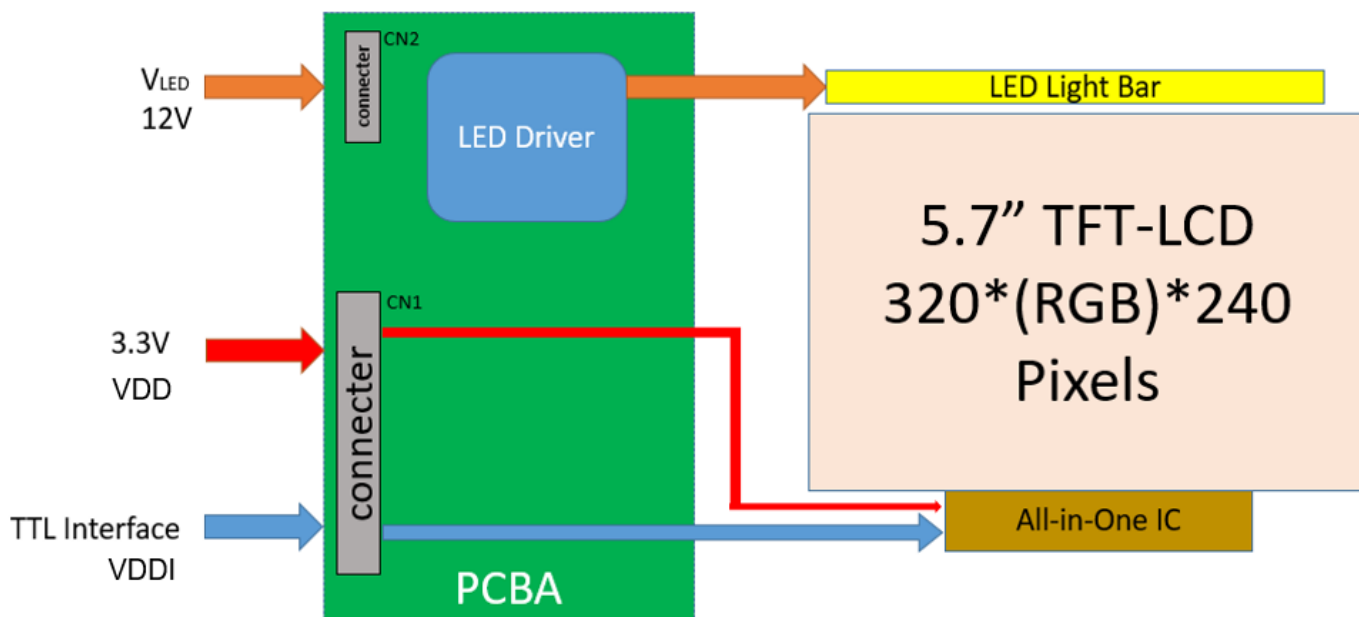 VLED
12V
connecter
CN2
LED Driver
LED Light Bar
5.7” TFT-LCD
320*(RGB)*240
Pixels
3.3V
VDD
CN1
connecter
TTL Interface
VDDI
All-in-One IC
PCBA